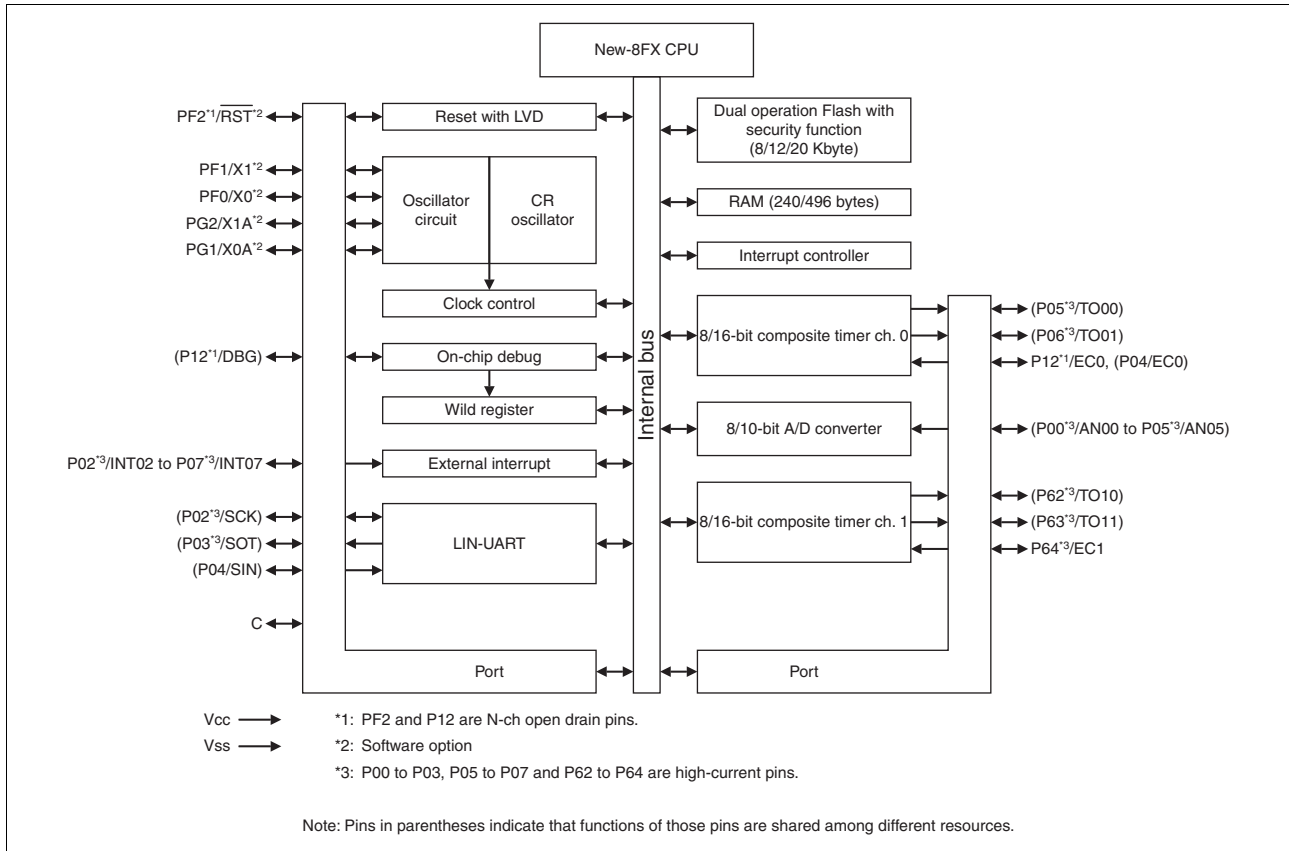 New-8FX CPU
PF2*1/RST*2
Reset with LVD
Dual operation Flash with
security function
(8/12/20 Kbyte)
PF1/X1*2
PF0/X0*2
PG2/X1A*2
PG1/X0A*2
Oscillator
circuit
CR
oscillator
RAM (240/496 bytes)
Interrupt controller
Clock control
(P12*1/DBG)
On-chip debug
Wild register
P02*3/INT02 to P07*3/INT07
External interrupt
(P02*3/SCK)
(P03*3/SOT)
(P04/SIN)
LIN-UART
C
Port
Internal bus
8/16-bit composite timer ch. 0
(P05*3/TO00)
(P06*3/TO01)
P12*1/EC0, (P04/EC0)
8/10-bit A/D converter
(P00*3/AN00 to P05*3/AN05)
8/16-bit composite timer ch. 1
(P62*3/TO10)
(P63*3/TO11)
P64*3/EC1
Port
Vcc
Vss
*1: PF2 and P12 are N-ch open drain pins.
*2: Software option
*3: P00 to P03, P05 to P07 and P62 to P64 are high-current pins.
Note: Pins in parentheses indicate that functions of those pins are shared among different resources.